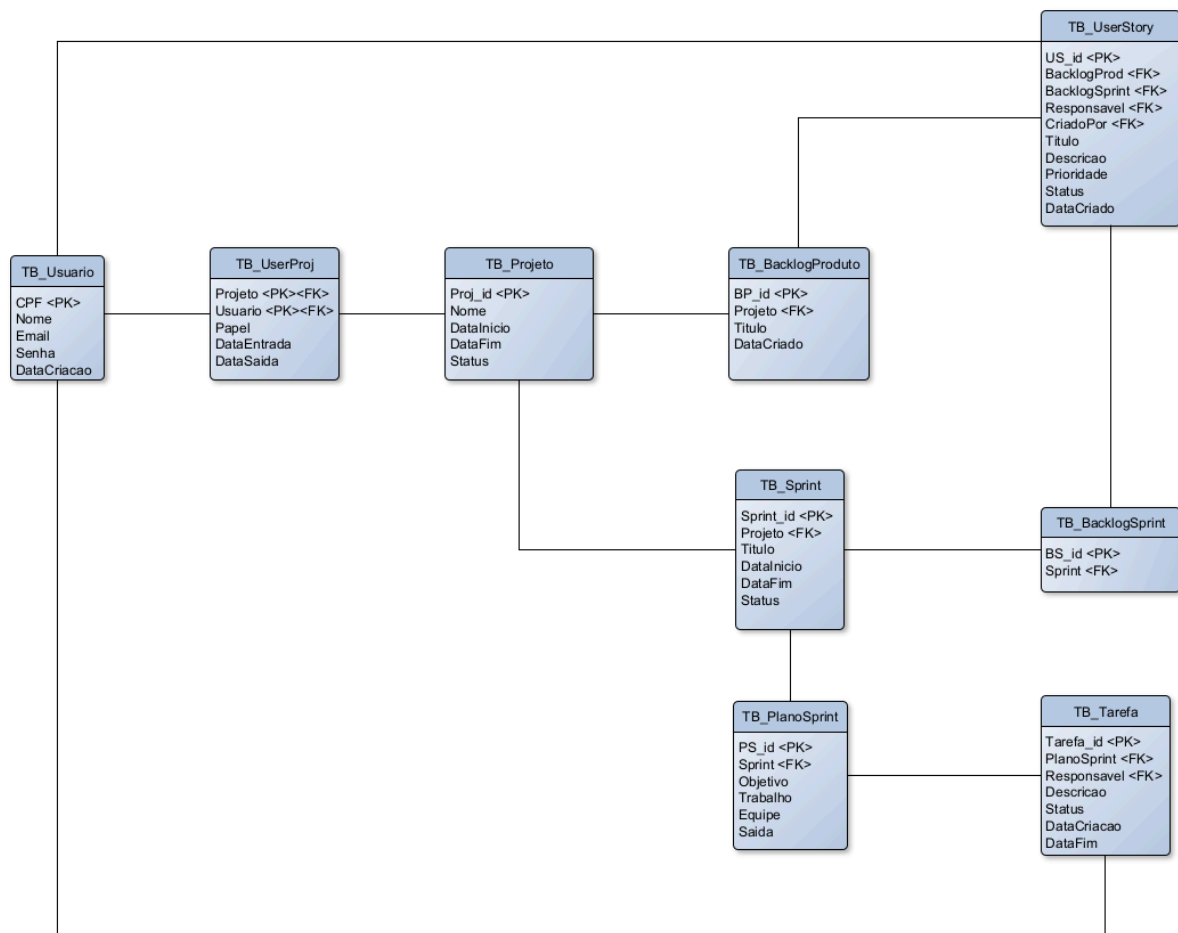 TB_UserStory
US_id <PK>
BacklogProd <FK>
BacklogSprint <FK>
Responsavel <FK>
CriadoPor <FK>
Titulo
Descricao
Prioridade
Status
DataCriado
TB_Usuario
CPF <PK>
Nome
Email
Senha
DataCriacao
TB_UserProj
Projeto <PK><FK>
Usuario <PK><FK>
Papel
DataEntrada
DataSaida
TB_Projeto
Proj_id <PK>
Nome
DataInicio
DataFim
Status
TB_BacklogProduto
BP_id <PK>
Projeto <FK>
Titulo
DataCriado
TB_Sprint
Sprint_id <PK>
Projeto <FK>
Titulo
DataInicio
DataFim
Status
TB_BacklogSprint
BS_id <PK>
Sprint <FK>
TB_PlanoSprint
PS_id <PK>
Sprint <FK>
Objetivo
Trabalho
Equipe
Saida
TB_Tarefa
Tarefa_id <PK>
PlanoSprint <FK>
Responsavel <FK>
Descricao
Status
DataCriacao
DataFim